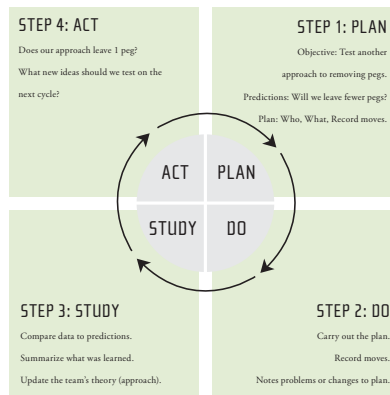 STEP 4: ACT
Does our approach leave 1 peg?
What new ideas should we test on the
next cycle?
STEP 1: PLAN
Objective: Test another
approach to removing pegs.
Predictions: Will we leave fewer pegs?
Plan: Who, What, Record moves.
ACT
PLAN
STUDY
DO
STEP 3: STUDY
Compare data to predictions.
Summarize what was learned.
Update the team's theory (approach).
STEP 2: DO
Carry out the plan.
Record moves.
Notes problems or changes to plan.